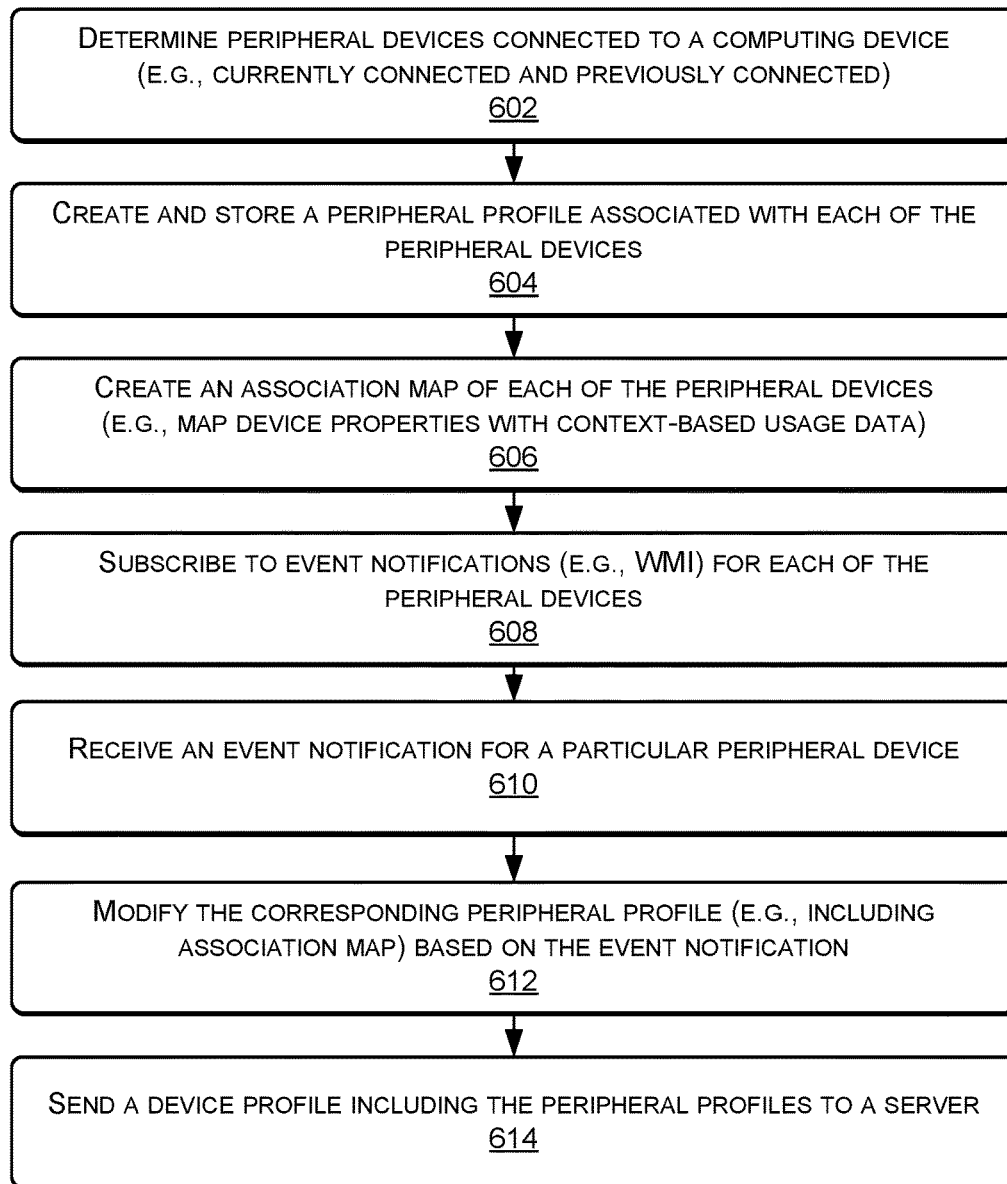 DETERMINE PERIPHERAL DEVICES CONNECTED TO A COMPUTING DEVICE
(E.G., CURRENTLY CONNECTED AND PREVIOUSLY CONNECTED)
602
CREATE AND STORE A PERIPHERAL PROFILE ASSOCIATED WITH EACH OF THE
PERIPHERAL DEVICES
604
CREATE AN ASSOCIATION MAP OF EACH OF THE PERIPHERAL DEVICES
(E.G., MAP DEVICE PROPERTIES WITH CONTEXT-BASED USAGE DATA)
606
SUBSCRIBE TO EVENT NOTIFICATIONS (E.G., WMI) FOR EACH OF THE
PERIPHERAL DEVICES
608
RECEIVE AN EVENT NOTIFICATION FOR A PARTICULAR PERIPHERAL DEVICE
610
MODIFY THE CORRESPONDING PERIPHERAL PROFILE (E.G., INCLUDING
ASSOCIATION MAP) BASED ON THE EVENT NOTIFICATION
612
SEND A DEVICE PROFILE INCLUDING THE PERIPHERAL PROFILES TO A SERVER
614